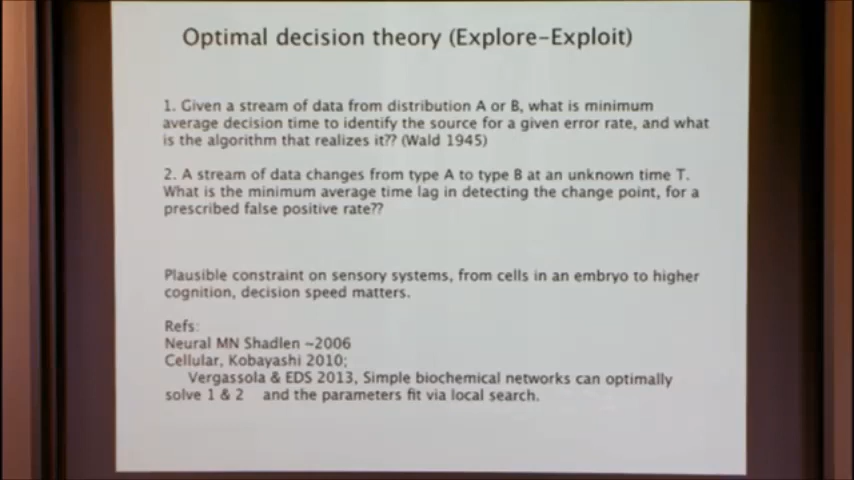 Optimal decision theory (Explore-Exploit)
1. Given a stream of data from distribution A or B, what is minimum
average decision time to identify the source for a given error rate, and what
is the algorithm that realizes it?? (Wald 1945)
2. A stream of data changes from type A to type B at an unknown time T.
What is the minimum average time lag in detecting the change point, for a
prescribed false positive rate??
Plausible constraint on sensory systems, from cells in an embryo to higher
cognition, decision speed matters.
Refs:
Neural MN Shadlen ~2006
Cellular, Kobayashi 2010;
Vergassola & EDS 2013, Simple biochemical networks can optimally
solve 1 & 2 and the parameters fit via local search.